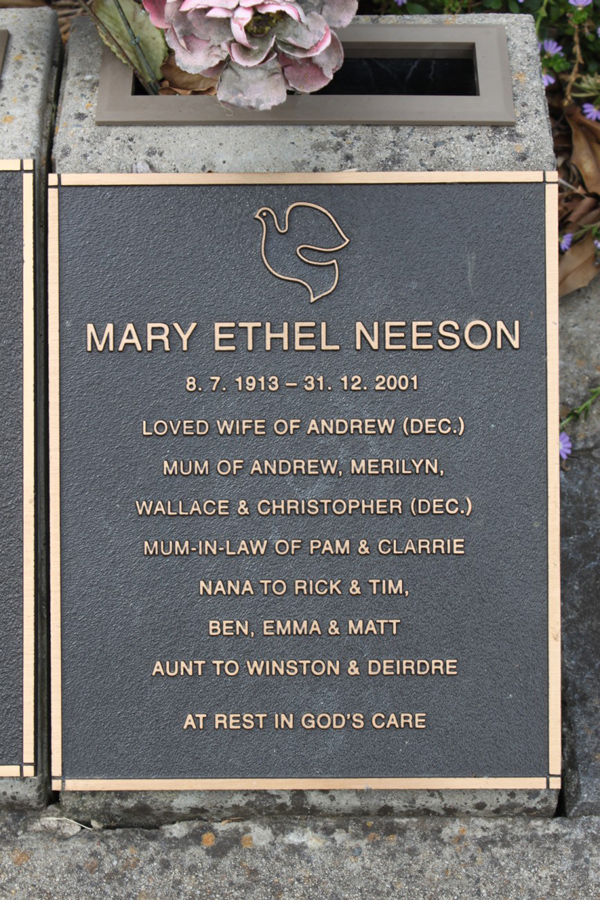 MARY ETHEL NEESON
8. 7. 1913 – 31. 12. 2001
LOVED WIFE OF ANDREW (DEC.)
MUM OF ANDREW, MERILYN,
WALLACE & CHRISTOPHER (DEC.)
MUM-IN-LAW OF PAM & CLARRIE
NANA TO RICK & TIM,
BEN, EMMA & MATT
AUNT TO WINSTON & DEIRDRE
AT REST IN GOD'S CARE